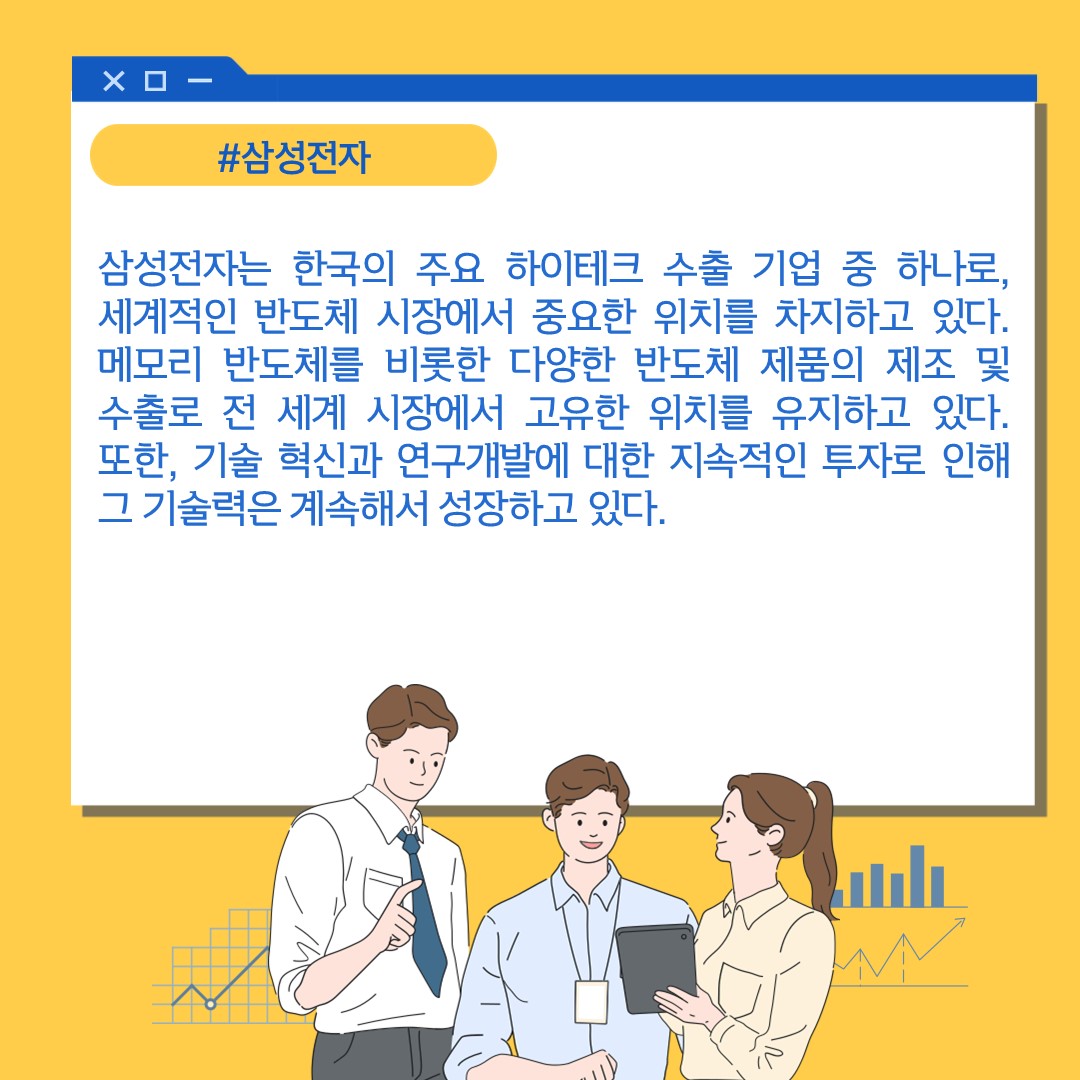 #삼성전자
삼성전자는 한국의 주요 하이테크 수출 기업 중 하나로,
세계적인 반도체 시장에서 중요한 위치를 차지하고 있다.
메모리 반도체를 비롯한 다양한 반도체 제품의 제조 및
수출로 전 세계 시장에서 고유한 위치를 유지하고 있다.
또한, 기술 혁신과 연구개발에 대한 지속적인 투자로 인해
그 기술력은 계속해서 성장하고 있다.